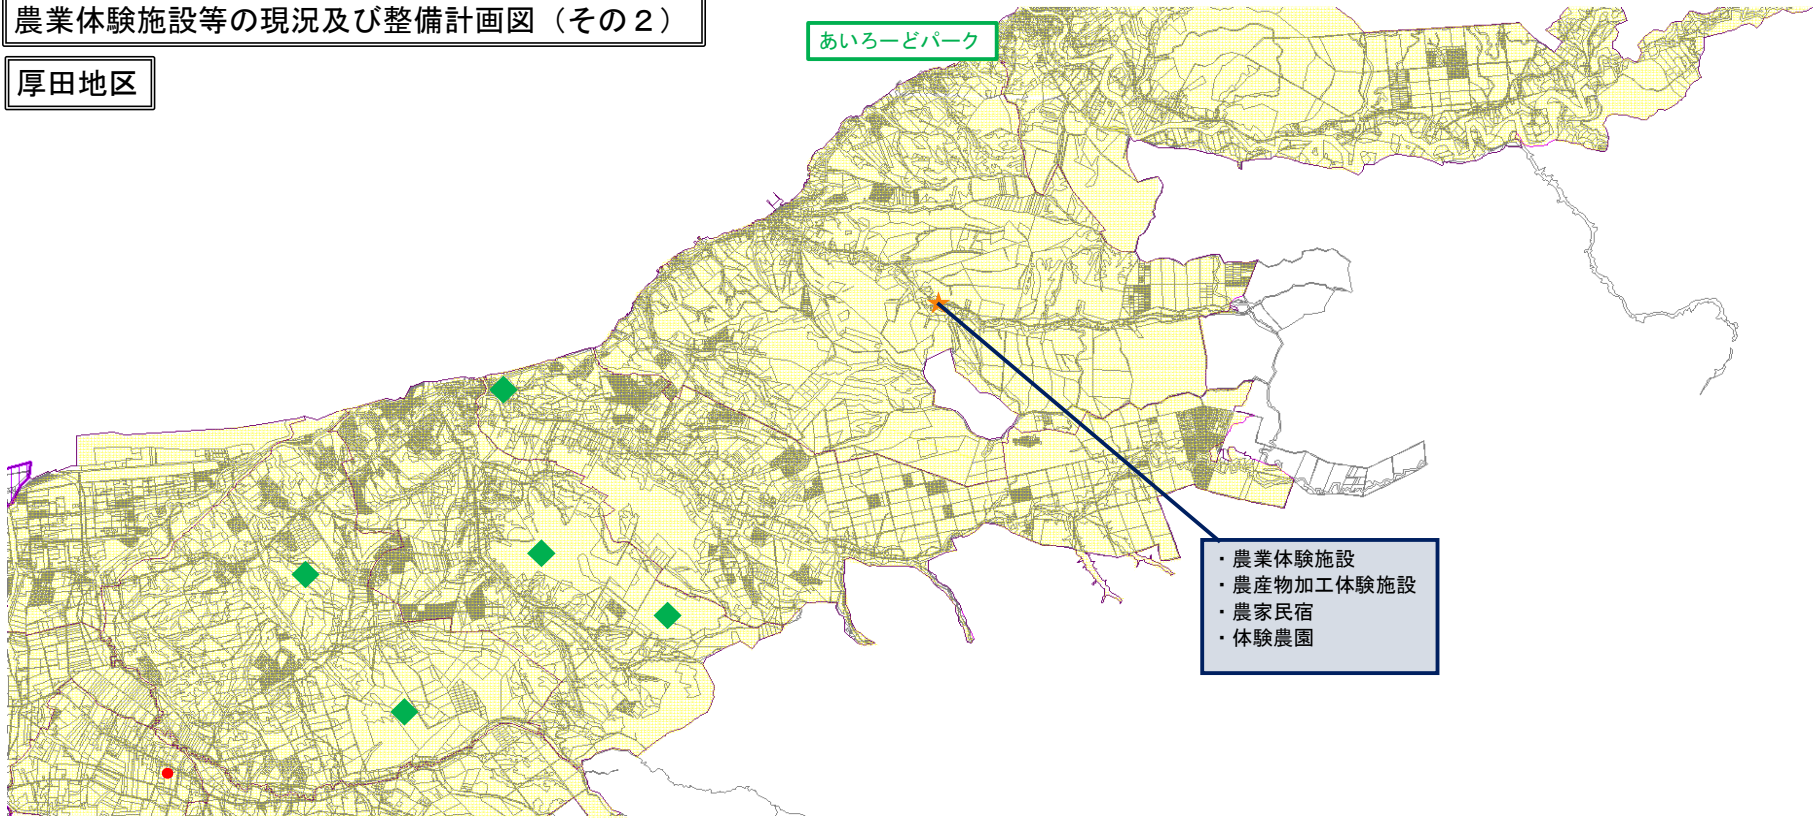 農業体験施設等の現況及び整備計画図（その２）
厚田地区
あいろーどパーク
・農業体験施設
・農産物加工体験施設
・農家民宿
・体験農園